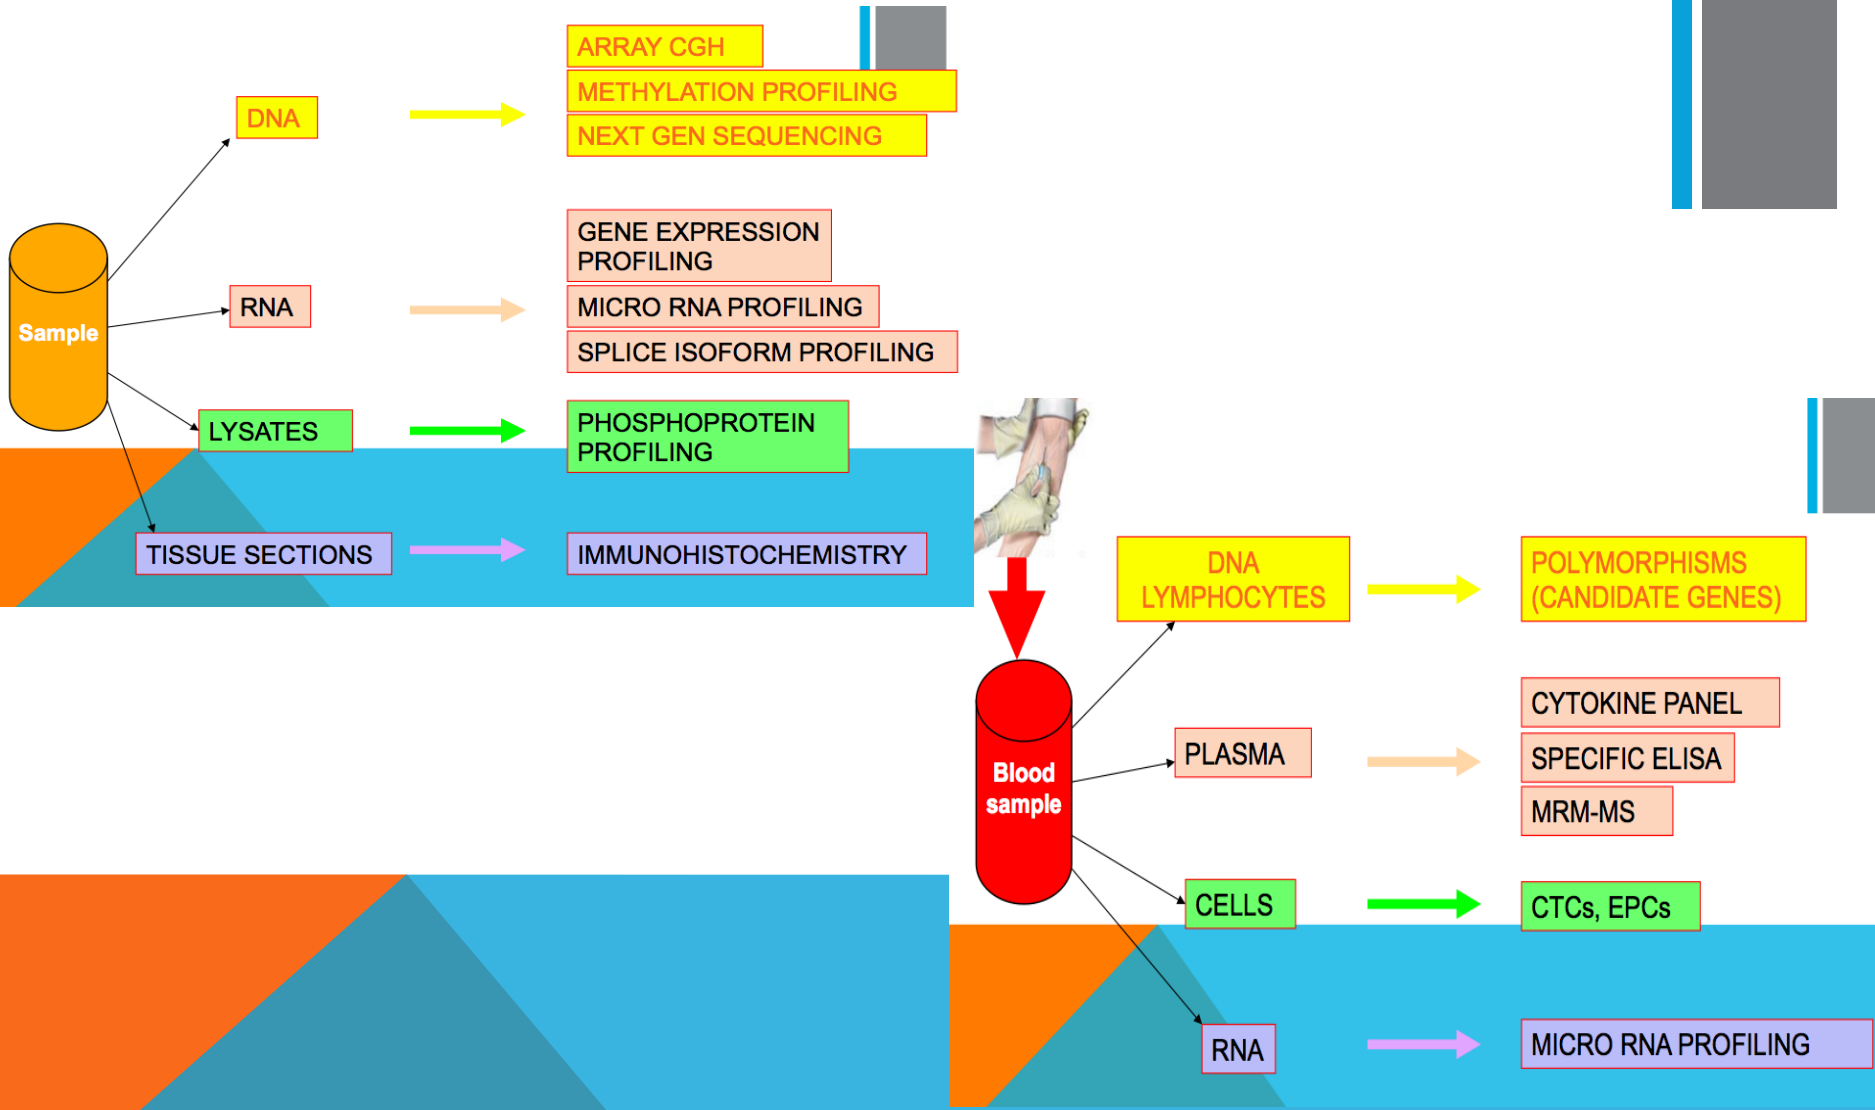 ARRAY CGH
METHYLATION PROFILING
NEXT GEN SEQUENCING
DNA
GENE EXPRESSION
PROFILING
MICRO RNA PROFILING
SPLICE ISOFORM PROFILING
RNA
Sample
LYSATES
PHOSPHOPROTEIN
PROFILING
TISSUE SECTIONS
IMMUNOHISTOCHEMISTRY
DNA
LYMPHOCYTES
POLYMORPHISMS
(CANDIDATE GENES)
Blood
sample
PLASMA
CYTOKINE PANEL
SPECIFIC ELISA
MRM-MS
CELLS
CTCs, EPCs
RNA
MICRO RNA PROFILING